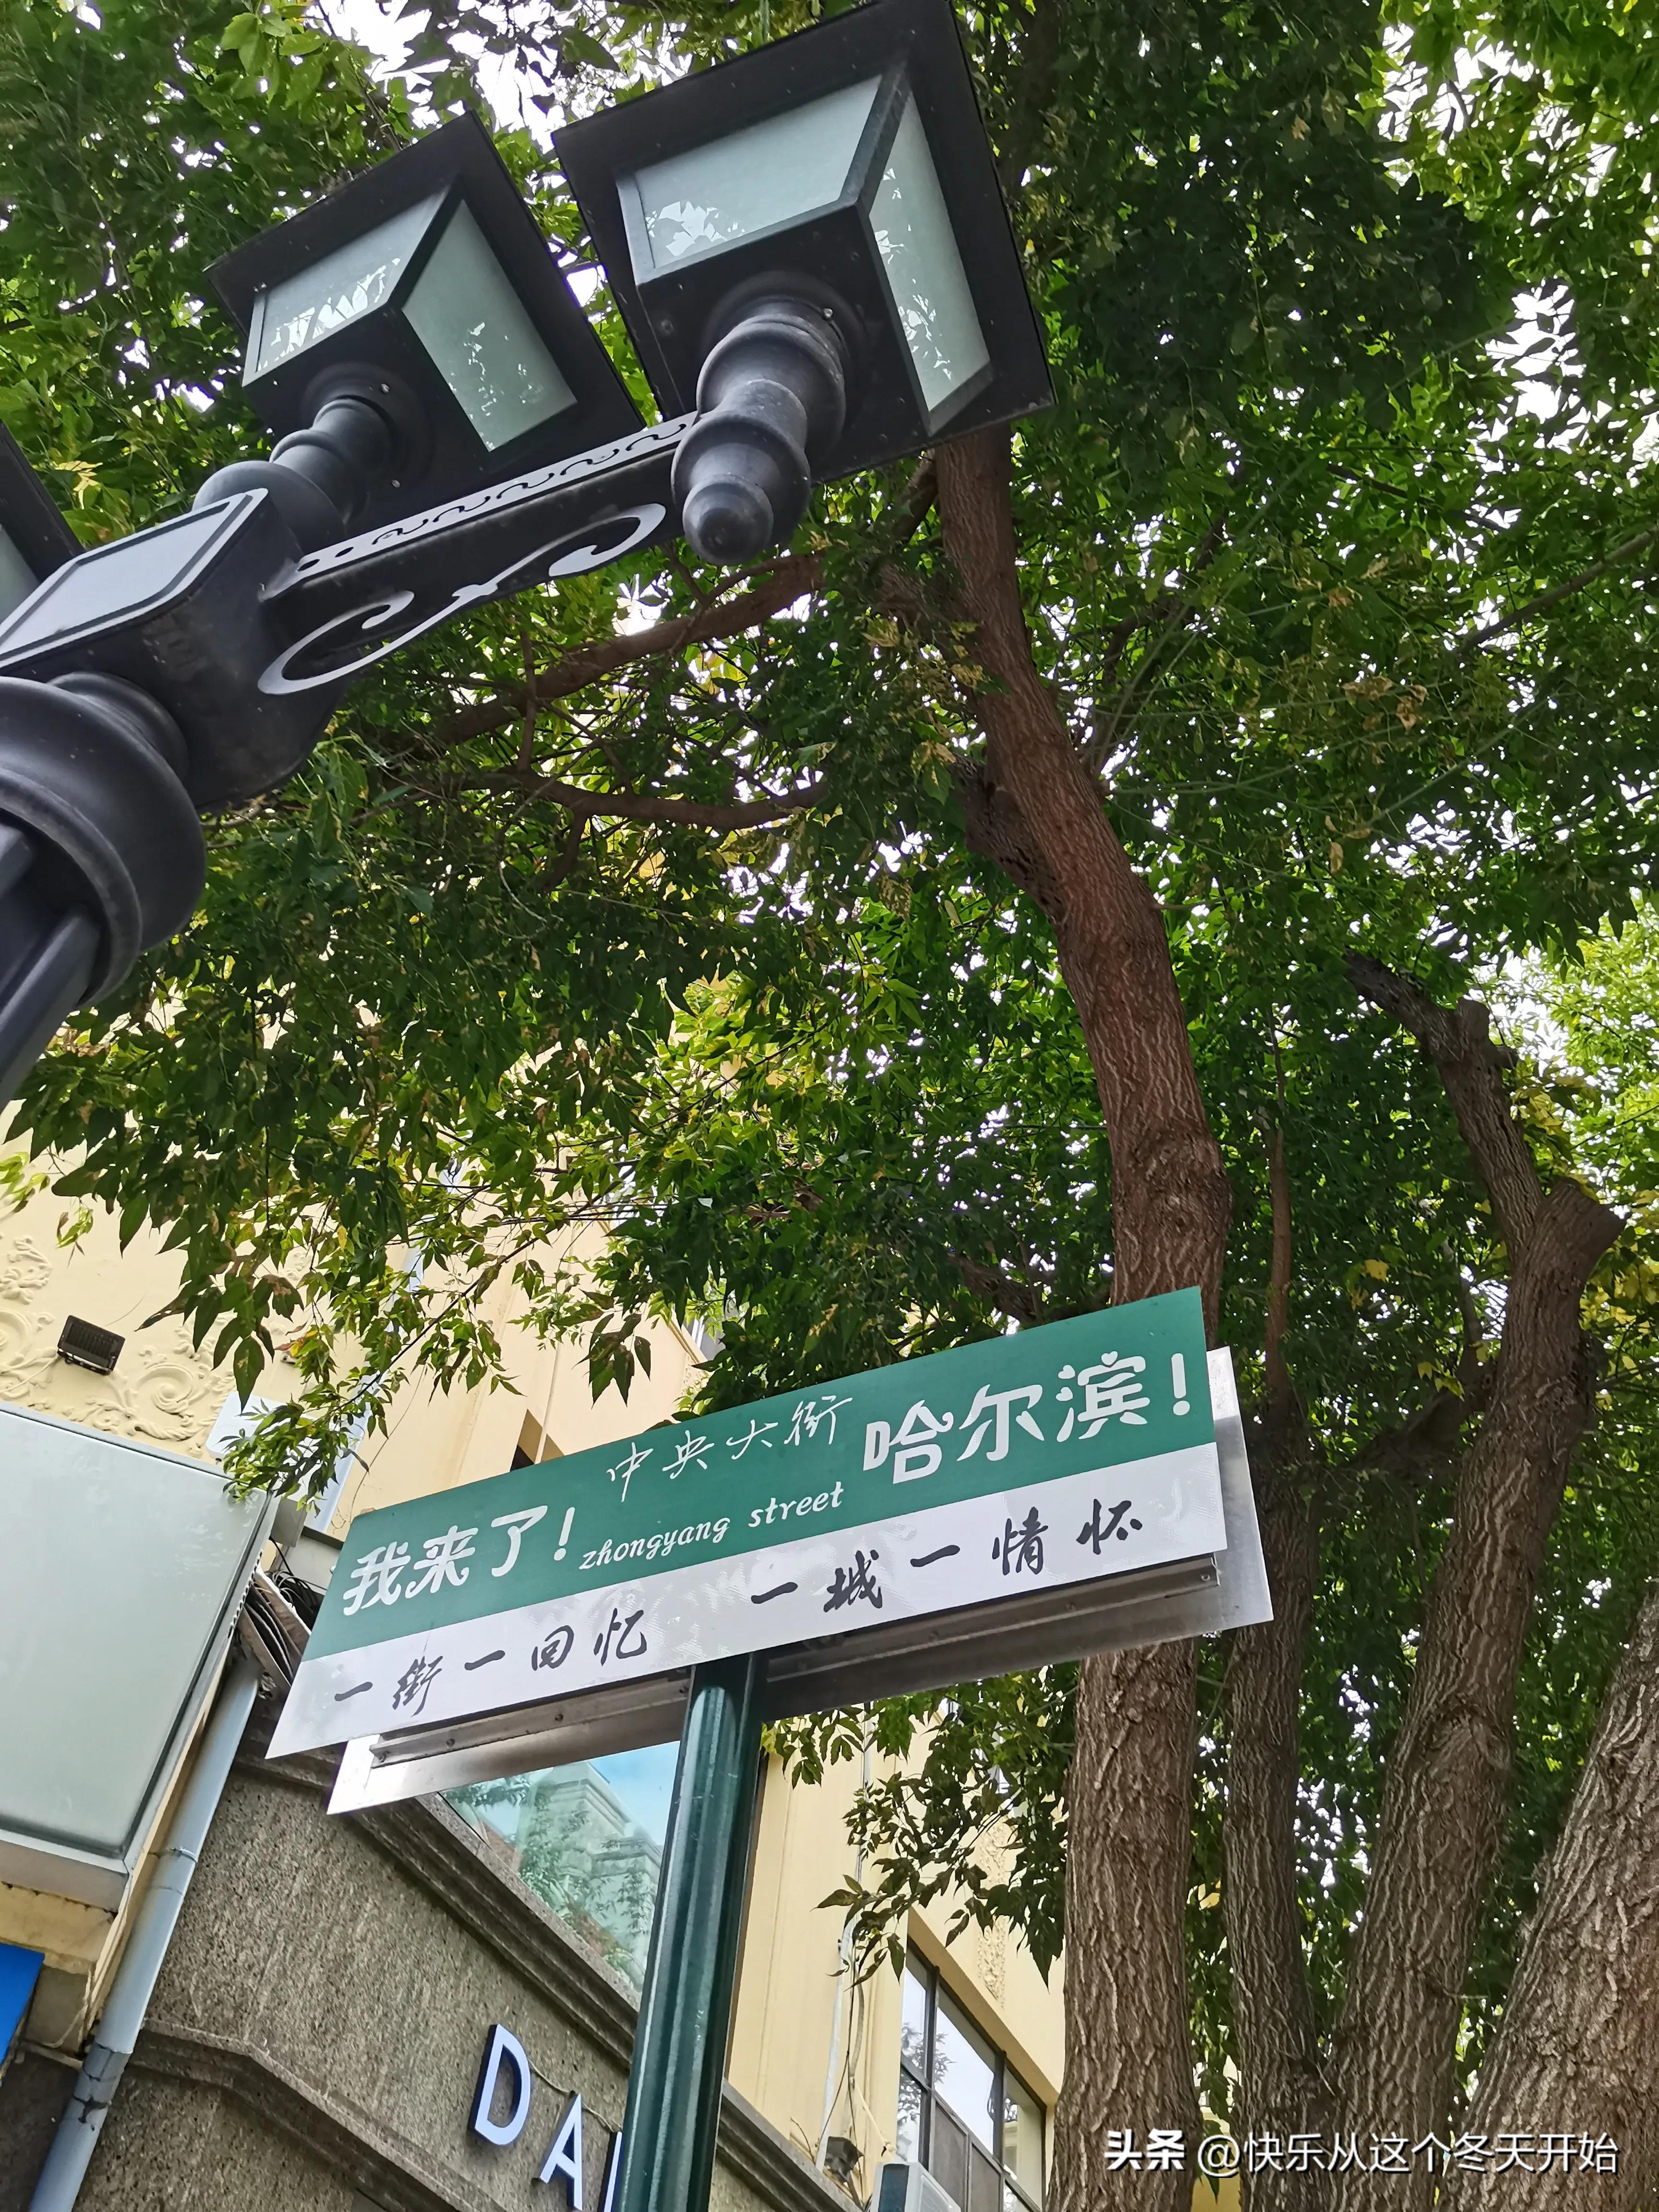 我来了! 中央大街 哈尔滨!
zhongyang street
一街一回忆 一城一情怀
DA
头条 @快乐从这个冬天开始